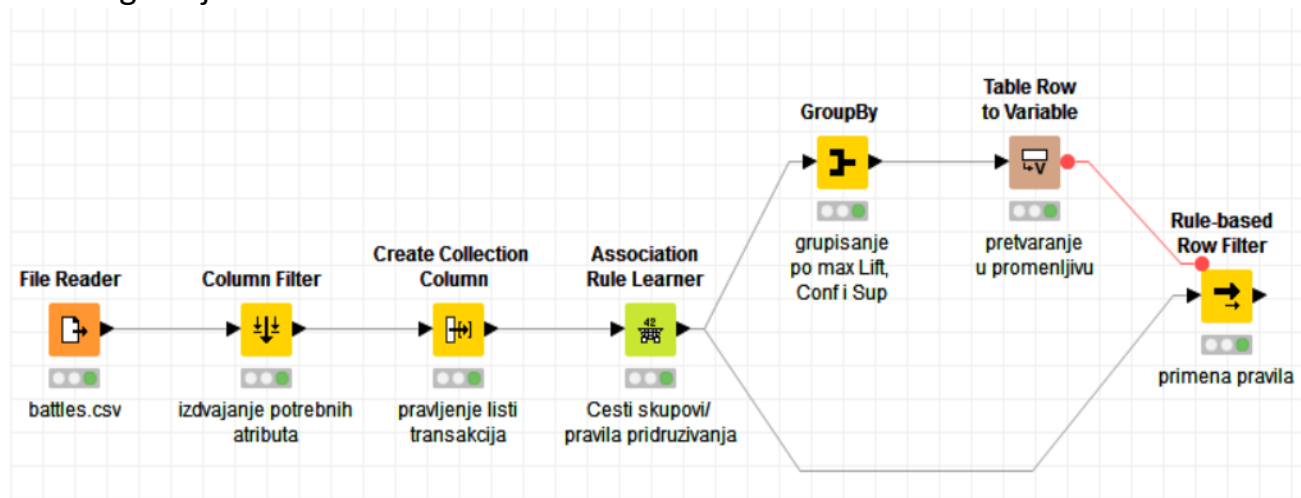 File Reader
battles.csv
Column Filter
izdvajanje potrebnih
atributa
Create Collection
Column
pravljenje listi
transakcija
Association
Rule Learner
42
Cesti skupovi/
pravila pridruzivanja
GroupBy
grupisanje
po max Lift,
Conf i Sup
Table Row
to Variable
V
pretvaranje
u promenljivu
Rule-based
Row Filter
primena pravila